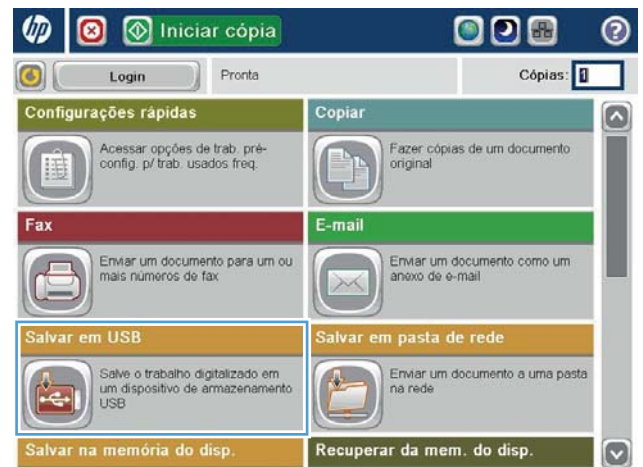 hp
Iniciar cópia
?
Login
Pronta
Cópias: 1
Configurações rápidas
Acessar opções de trab. pré-
config. p/ trab. usados freq.
Copiar
Fazer cópias de um documento
original
Fax
Enviar um documento para um ou
mais números de fax
E-mail
Enviar um documento como um
anexo de e-mail
Salvar em USB
Salve o trabalho digitalizado em
um dispositivo de armazenamento
USB
Salvar em pasta de rede
Enviar um documento a uma pasta
na rede
Salvar na memória do disp.
Recuperar da mem. do disp.